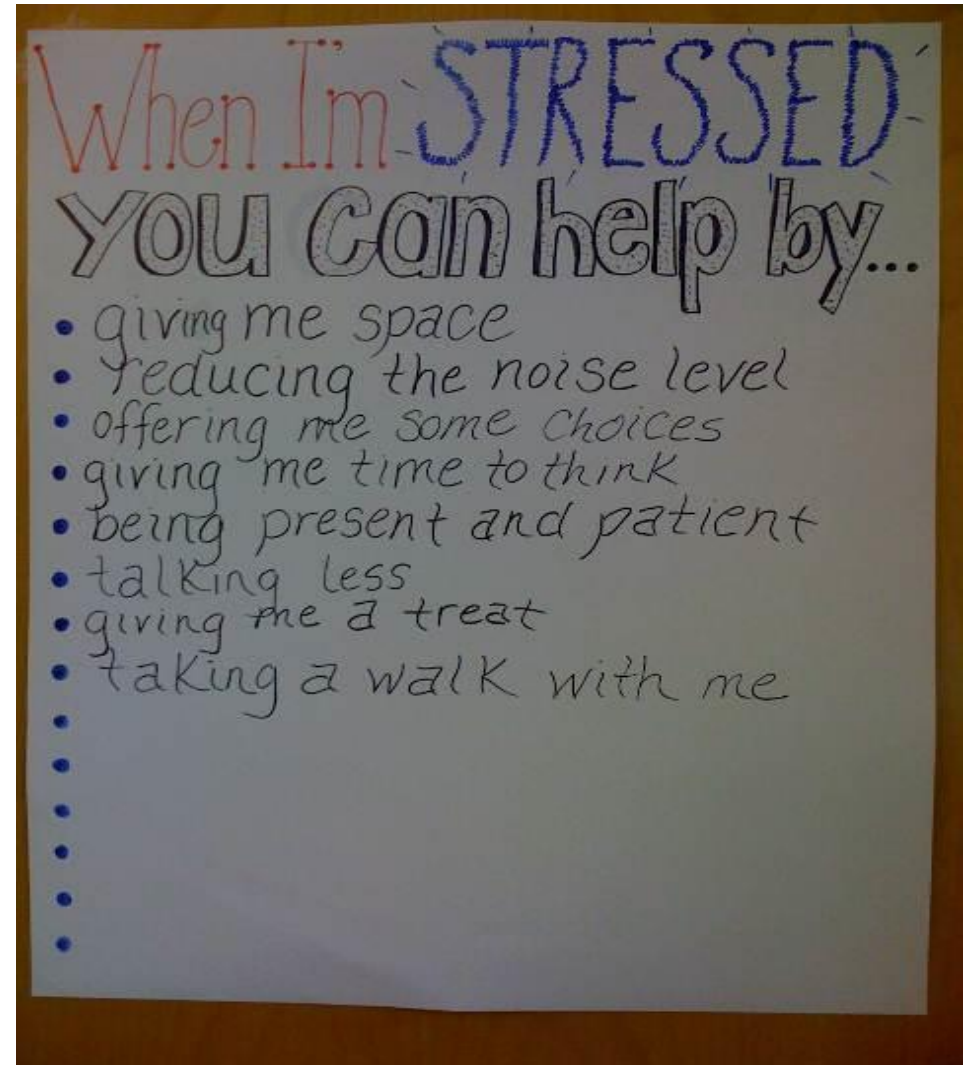 When I'm STRESSED
you can help by...
• giving me space
• reducing the noise level
• offering me some choices
• giving me time to think
• being present and patient
• talking less
• giving me a treat
• taking a walk with me
•
•
•
•
•
•